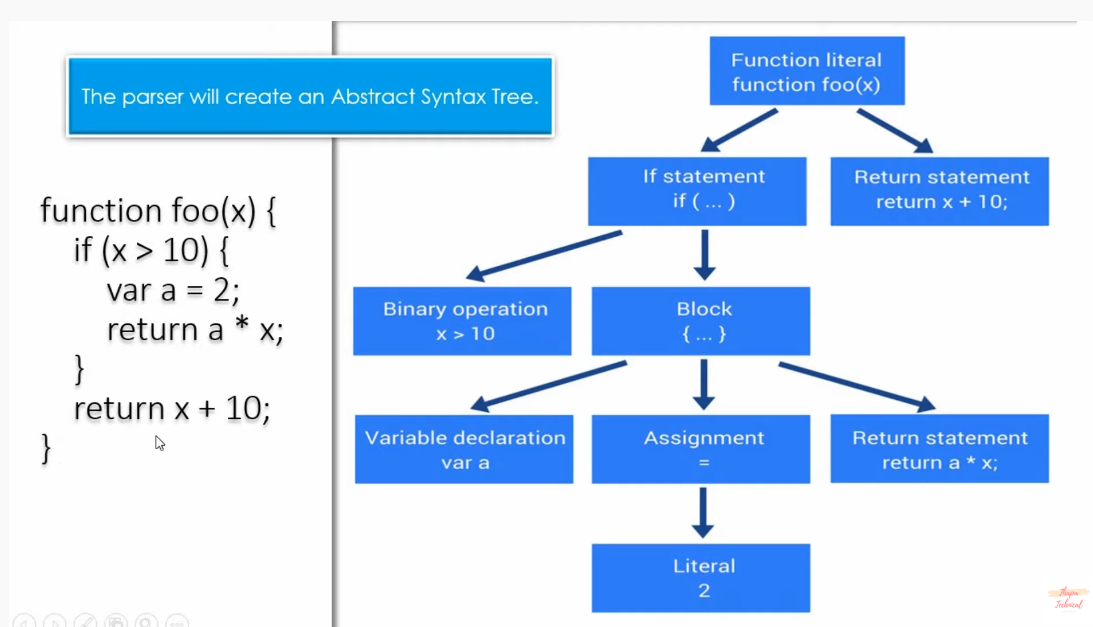 The parser will create an Abstract Syntax Tree.
function foo(x) {
if (x > 10) {
var a = 2;
return a * x;
}
return x + 10;
}
Function literal
function foo(x)
If statement
if ( ... )
Return statement
return x + 10;
Binary operation
x > 10
Block
{ ... }
Variable declaration
var a
Assignment
=
Return statement
return a * x;
Literal
2
Technical